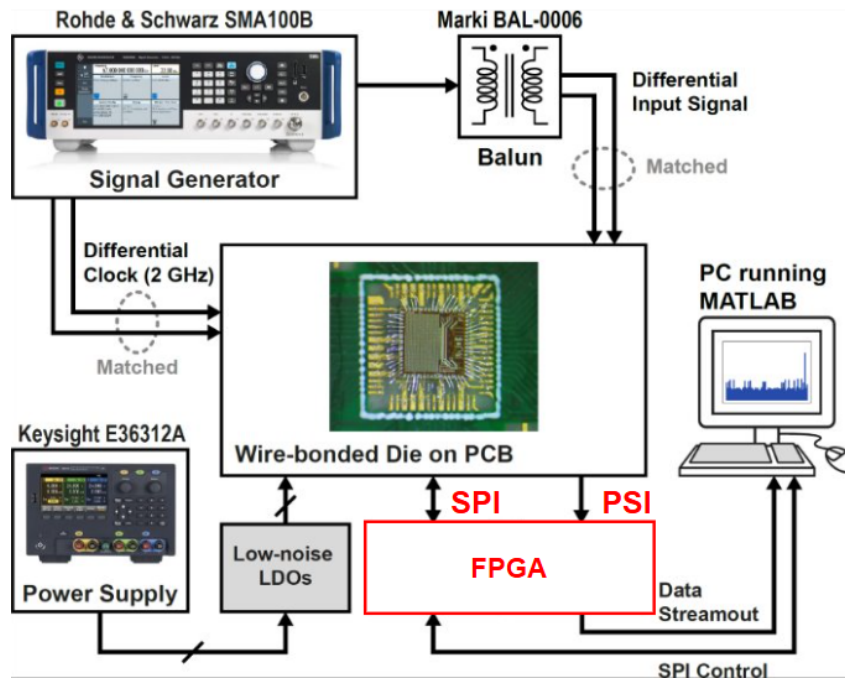 Rohde & Schwarz SMA100B
Marki BAL-0006
Differential
Input Signal
Balun
Matched
Signal Generator
Differential
Clock (2 GHz)
Matched
PC running
MATLAB
Keysight E36312A
Wire-bonded Die on PCB
SPI
PSI
Low-noise
LDOs
FPGA
Power Supply
Data
Streamout
SPI Control